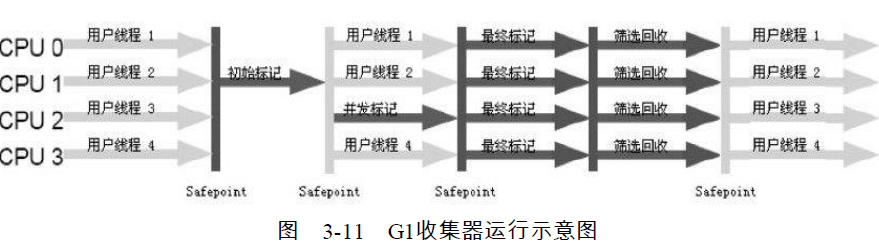 CPU 0 用户线程 1 用户线程 1 最终标记 筛选回收 用户线程 1
CPU 1 用户线程 2 初始标记 用户线程 2 最终标记 筛选回收 用户线程 2
CPU 2 用户线程 3 并发标记 最终标记 筛选回收 用户线程 3
CPU 3 用户线程 4 用户线程 4 最终标记 筛选回收 用户线程 4
Safepoint Safepoint Safepoint Safepoint
图 3-11 G1收集器运行示意图